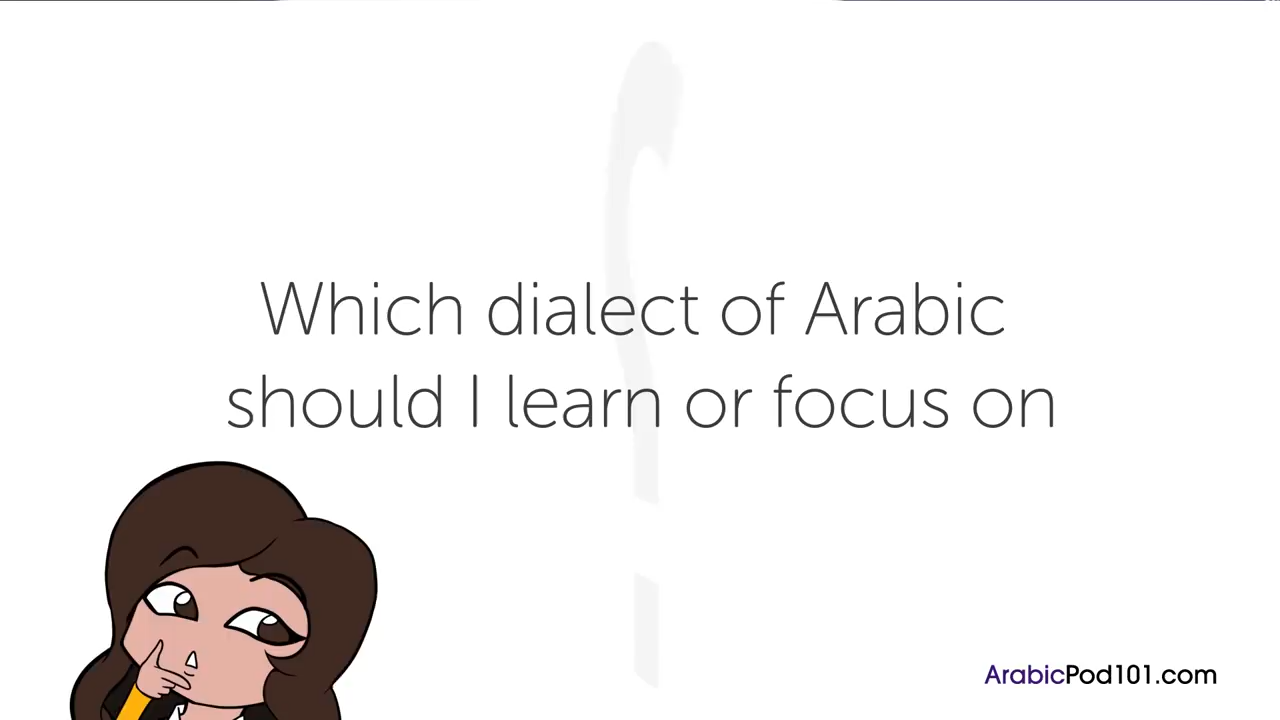 Which dialect of Arabic
should I learn or focus on
ArabicPod101.com